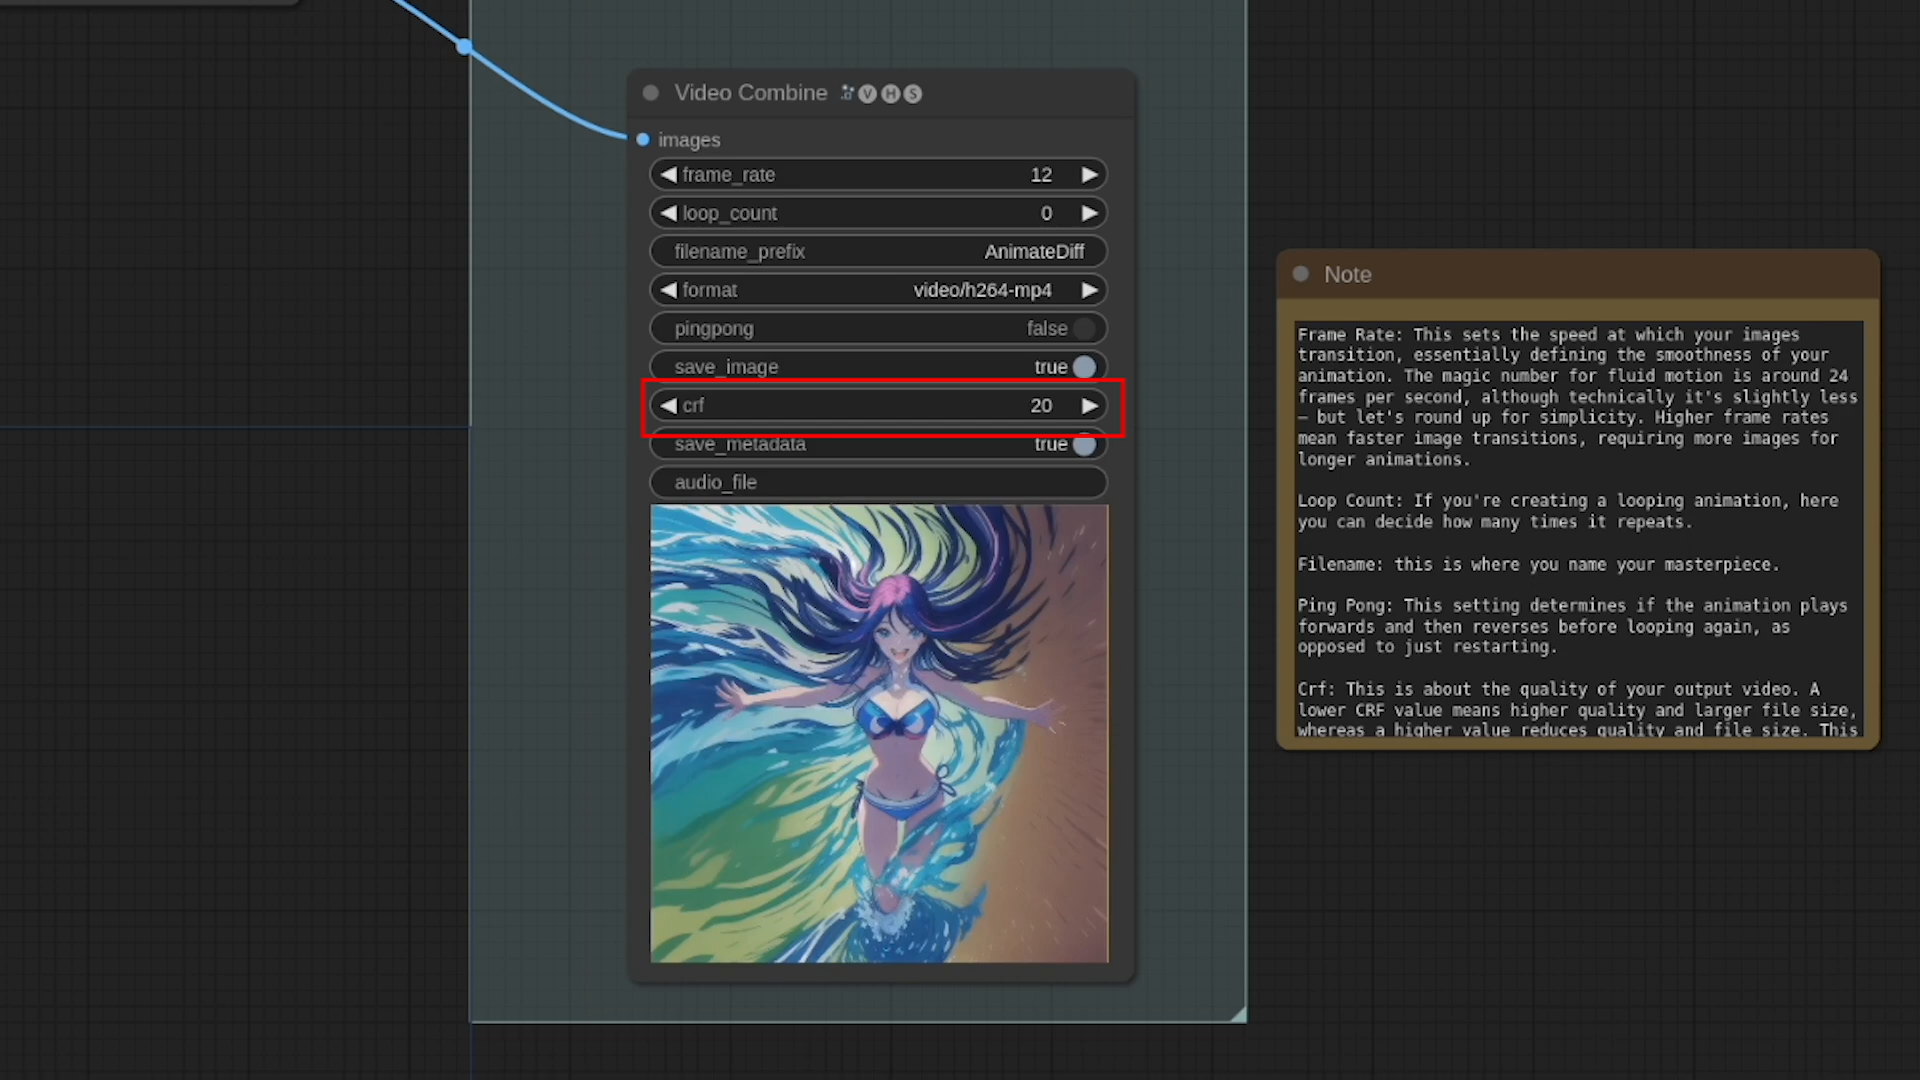 Video Combine VHS
images
frame_rate 12
loop_count 0
filename_prefix AnimateDiff
format video/h264-mp4
pingpong false
save_image true
crf 20
save_metadata true
audio_file
Note
Frame Rate: This sets the speed at which your images
transition, essentially defining the smoothness of your
animation. The magic number for fluid motion is around 24
frames per second, although technically it's slightly less
— but let's round up for simplicity. Higher frame rates
mean faster image transitions, requiring more images for
longer animations.
Loop Count: If you're creating a looping animation, here
you can decide how many times it repeats.
Filename: this is where you name your masterpiece.
Ping Pong: This setting determines if the animation plays
forwards and then reverses before looping again, as
opposed to just restarting.
Crf: This is about the quality of your output video. A
lower CRF value means higher quality and larger file size,
whereas a higher value reduces quality and file size. This